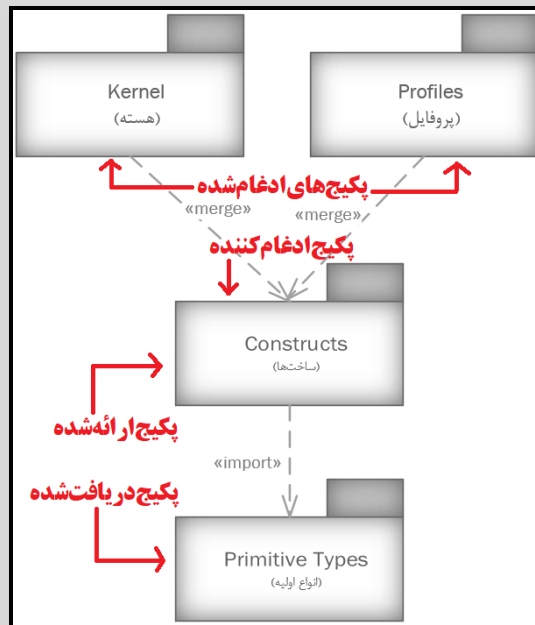 Kernel
(هسته)
Profiles
(پروفایل)
پکیج‌های ادغام‌شده
«merge»
«merge»
پکیج ادغام‌کننده
Constructs
(ساخت‌ها)
پکیج ارائه‌شده
«import»
پکیج دریافت‌شده
Primitive Types
(انواع اولیه)